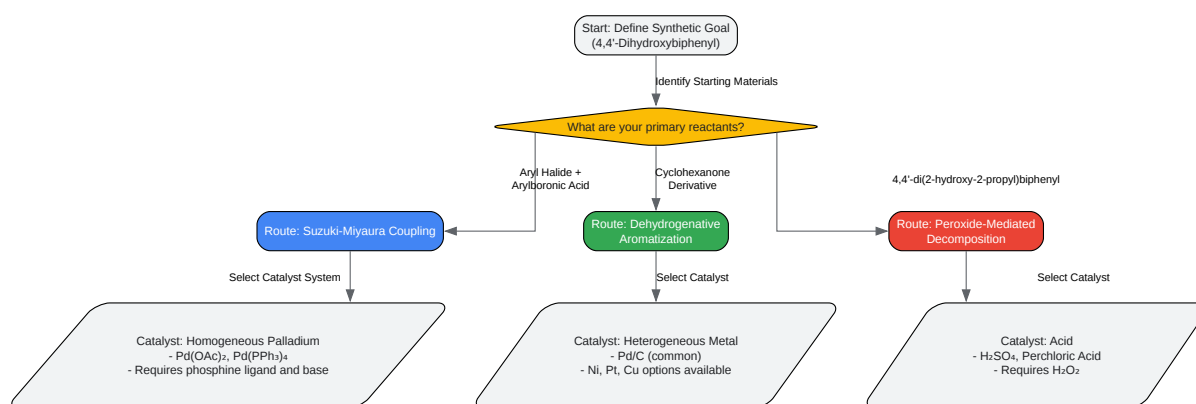 Start: Define Synthetic Goal
(4,4'-Dihydroxybiphenyl)
Identify Starting Materials
What are your primary reactants?
Aryl Halide +
Arylboronic Acid
Cyclohexanone
Derivative
4,4'-di(2-hydroxy-2-propyl)biphenyl
Route: Suzuki-Miyaura Coupling
Route: Dehydrogenative
Aromatization
Route: Peroxide-Mediated
Decomposition
Select Catalyst System
Select Catalyst
Select Catalyst
Catalyst: Homogeneous Palladium
- Pd(OAc)₂, Pd(PPh₃)₄
- Requires phosphine ligand and base
Catalyst: Heterogeneous Metal
- Pd/C (common)
- Ni, Pt, Cu options available
Catalyst: Acid
- H₂SO₄, Perchloric Acid
- Requires H₂O₂